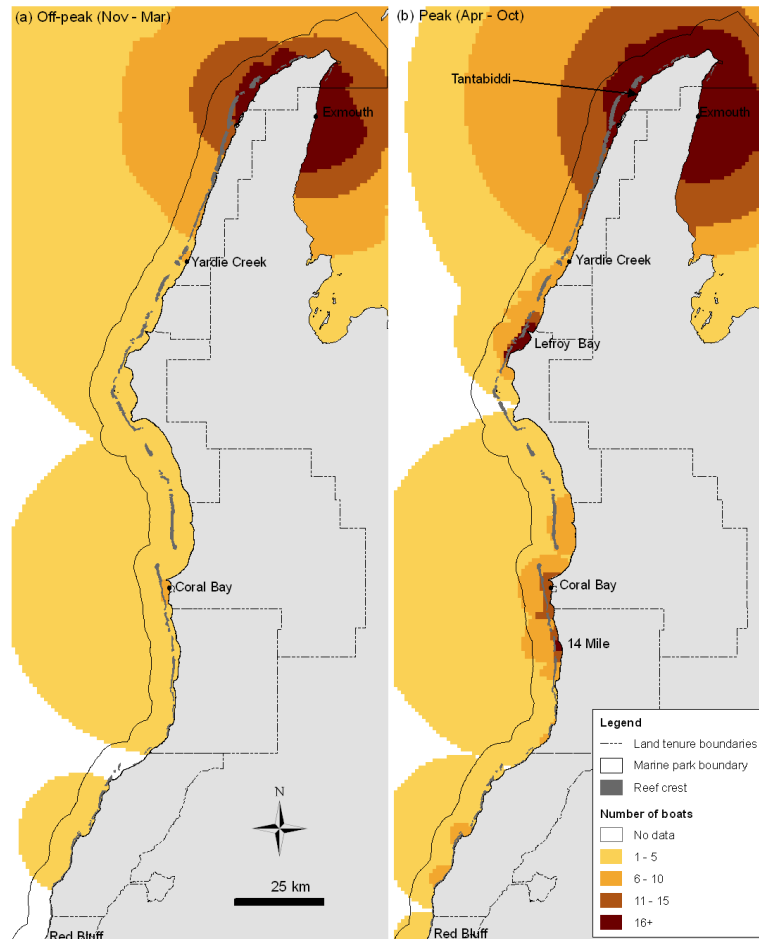 (a) Off-peak (Nov - Mar)
Exmouth
Yardie Creek
Coral Bay
N
25 km
Red Bluff
(b) Peak (Apr - Oct)
Tantabiddi
Exmouth
Yardie Creek
Lefroy Bay
Coral Bay
14 Mile
Red Bluff
Legend
Land tenure boundaries
Marine park boundary
Reef crest
Number of boats
No data
1 - 5
6 - 10
11 - 15
16+